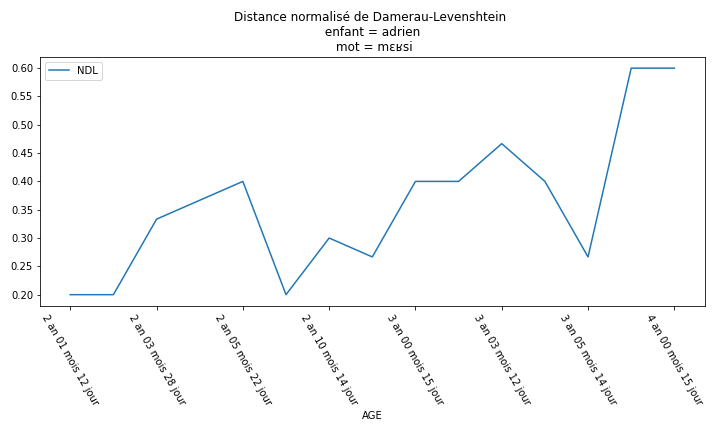 Distance normalisé de Damerau-Levenshtein
enfant = adrien
mot = mɛʁsi
NDL
0.60
0.55
0.50
0.45
0.40
0.35
0.30
0.25
0.20
2 an 01 mois 12 jour
2 an 03 mois 28 jour
2 an 05 mois 22 jour
2 an 10 mois 14 jour
3 an 00 mois 15 jour
3 an 03 mois 12 jour
3 an 05 mois 14 jour
4 an 00 mois 15 jour
AGE